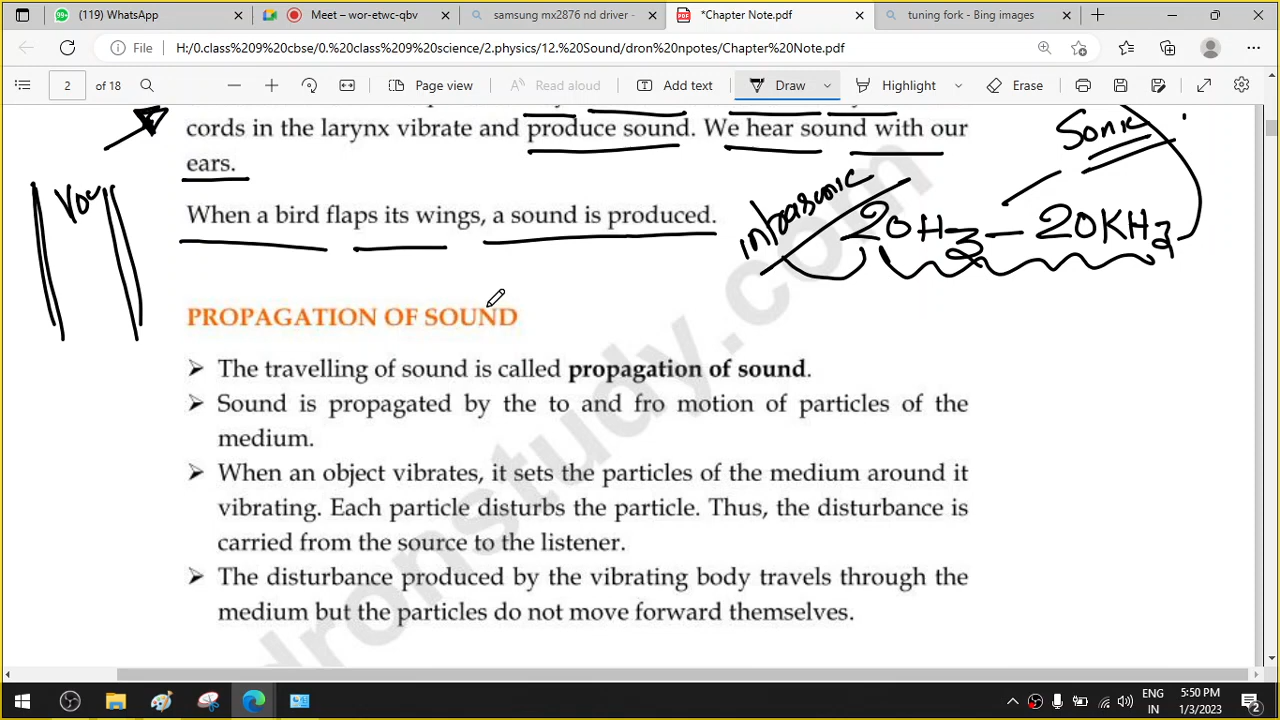 (119) WhatsApp
Meet – wor-etwc-qbv
samsung mx2876 nd driver -
*Chapter Note.pdf
tuning fork - Bing images
File
H:/0.class%209%20cbse/0.%20class%209%20science/2.physics/12.%20Sound/dron%20npotes/Chapter%20Note.pdf
2 of 18
Page view
Read aloud
Add text
Draw
Highlight
Erase
cords in the larynx vibrate and produce sound. We hear sound with our
ears.
Sonic
Infrasonic
20Hz – 20KHz
When a bird flaps its wings, a sound is produced.
PROPAGATION OF SOUND
➢ The travelling of sound is called propagation of sound.
➢ Sound is propagated by the to and fro motion of particles of the
medium.
➢ When an object vibrates, it sets the particles of the medium around it
vibrating. Each particle disturbs the particle. Thus, the disturbance is
carried from the source to the listener.
➢ The disturbance produced by the vibrating body travels through the
medium but the particles do not move forward themselves.
dronstudy.com
ENG
IN
5:50 PM
1/3/2023
2